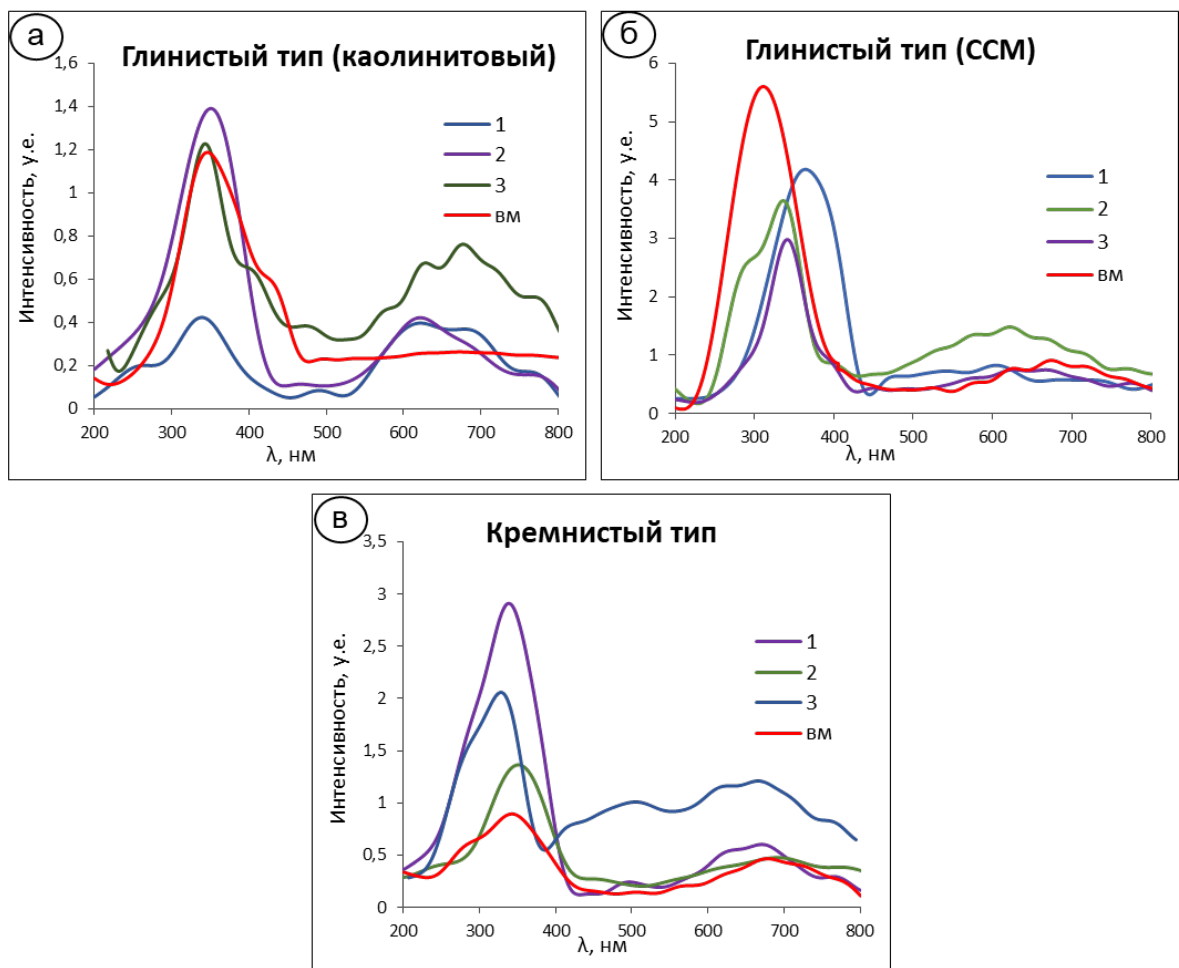 а
Глинистый тип (каолинитовый)
1,6
1,4
1,2
1
0,8
0,6
0,4
0,2
0
Интенсивность, у.е.
1
2
3
вм
200 300 400 500 600 700 800
λ, нм
б
Глинистый тип (ССМ)
6
5
4
3
2
1
0
Интенсивность, у.е.
1
2
3
вм
200 300 400 500 600 700 800
λ, нм
в
Кремнистый тип
3,5
3
2,5
2
1,5
1
0,5
0
Интенсивность, у.е.
1
2
3
вм
200 300 400 500 600 700 800
λ, нм